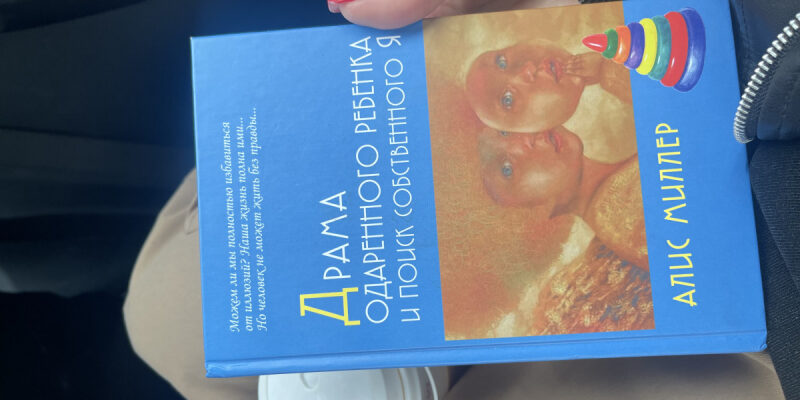 Можем ли мы полностью избавиться
от иллюзий? Наша жизнь полна ими...
Но человек не может жить без правды...
Драма
одаренного ребенка
и поиск собственного Я
Алис Миллер